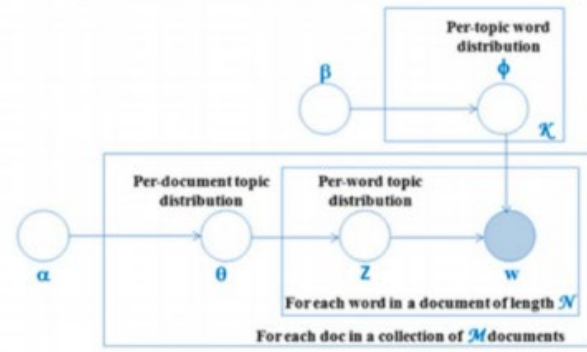 Per-topic word
distribution
β
ϕ
K
Per-document topic
distribution
Per-word topic
distribution
α
θ
Z
w
For each word in a document of length N
For each doc in a collection of M documents